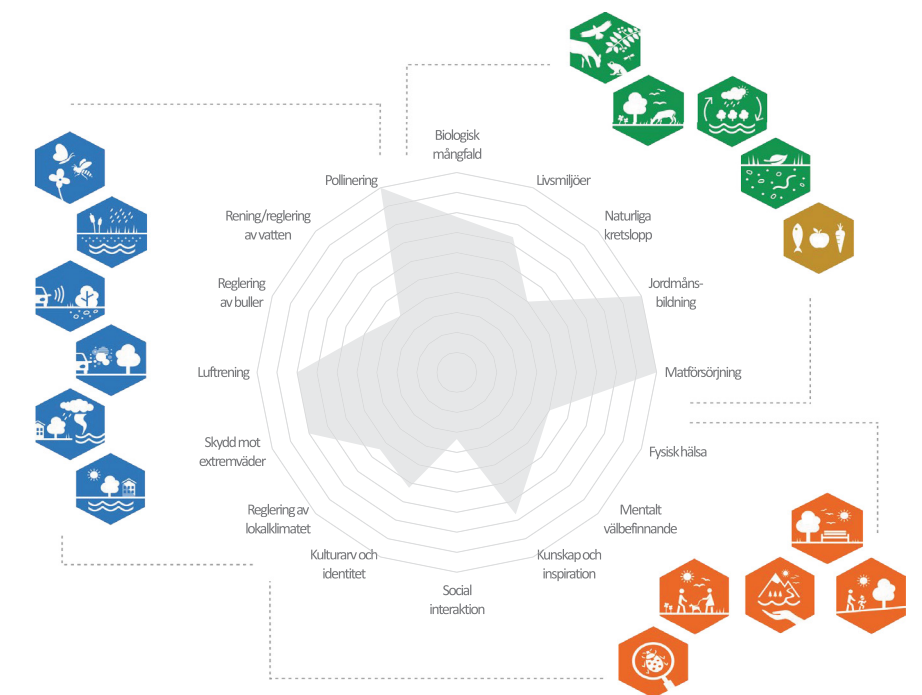 Biologisk
mångfald
Livsmiljöer
Naturliga
kretslopp
Jordmåns-
bildning
Matförsörjning
Fysisk hälsa
Mentalt
välbefinnande
Kunskap och
inspiration
Social
interaktion
Kulturarv och
identitet
Reglering av
lokalklimatet
Skydd mot
extremväder
Luftrening
Reglering
av buller
Rening/reglering
av vatten
Pollinering